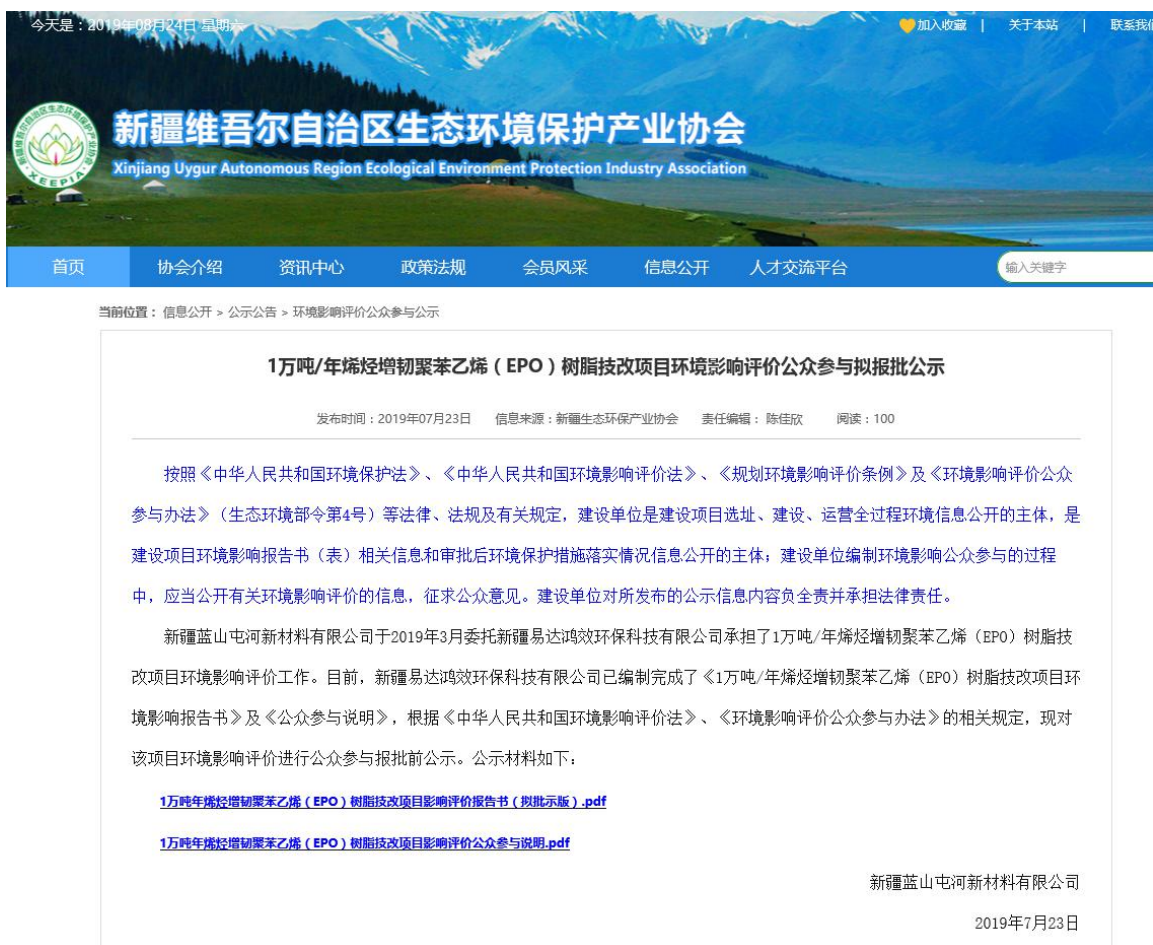 今天是：2019年08月24日 星期六
加入收藏 | 关于本站 | 联系我们
新疆维吾尔自治区生态环境保护产业协会
Xinjiang Uygur Autonomous Region Ecological Environment Protection Industry Association
XEEPIA
首页 协会介绍 资讯中心 政策法规 会员风采 信息公开 人才交流平台 输入关键字
当前位置：信息公开 > 公示公告 > 环境影响评价公众参与公示
1万吨/年烯烃增韧聚苯乙烯（EPO）树脂技改项目环境影响评价公众参与拟报批公示
发布时间：2019年07月23日 信息来源：新疆生态环保产业协会 责任编辑：陈佳欣 阅读：100
按照《中华人民共和国环境保护法》、《中华人民共和国环境影响评价法》、《规划环境影响评价条例》及《环境影响评价公众
参与办法》（生态环境部令第4号）等法律、法规及有关规定，建设单位是建设项目选址、建设、运营全过程环境信息公开的主体，是
建设项目环境影响报告书（表）相关信息和审批后环境保护措施落实情况信息公开的主体；建设单位编制环境影响公众参与的过程
中，应当公开有关环境影响评价的信息，征求公众意见。建设单位对所发布的公示信息内容负全责并承担法律责任。
新疆蓝山屯河新材料有限公司于2019年3月委托新疆易达鸿效环保科技有限公司承担了1万吨/年烯烃增韧聚苯乙烯（EPO）树脂技
改项目环境影响评价工作。目前，新疆易达鸿效环保科技有限公司已编制完成了《1万吨/年烯烃增韧聚苯乙烯（EPO）树脂技改项目环
境影响报告书》及《公众参与说明》，根据《中华人民共和国环境影响评价法》、《环境影响评价公众参与办法》的相关规定，现对
该项目环境影响评价进行公众参与报批前公示。公示材料如下：
1万吨年烯烃增韧聚苯乙烯（EPO）树脂技改项目影响评价报告书（拟批示版）.pdf
1万吨年烯烃增韧聚苯乙烯（EPO）树脂技改项目影响评价公众参与说明.pdf
新疆蓝山屯河新材料有限公司
2019年7月23日